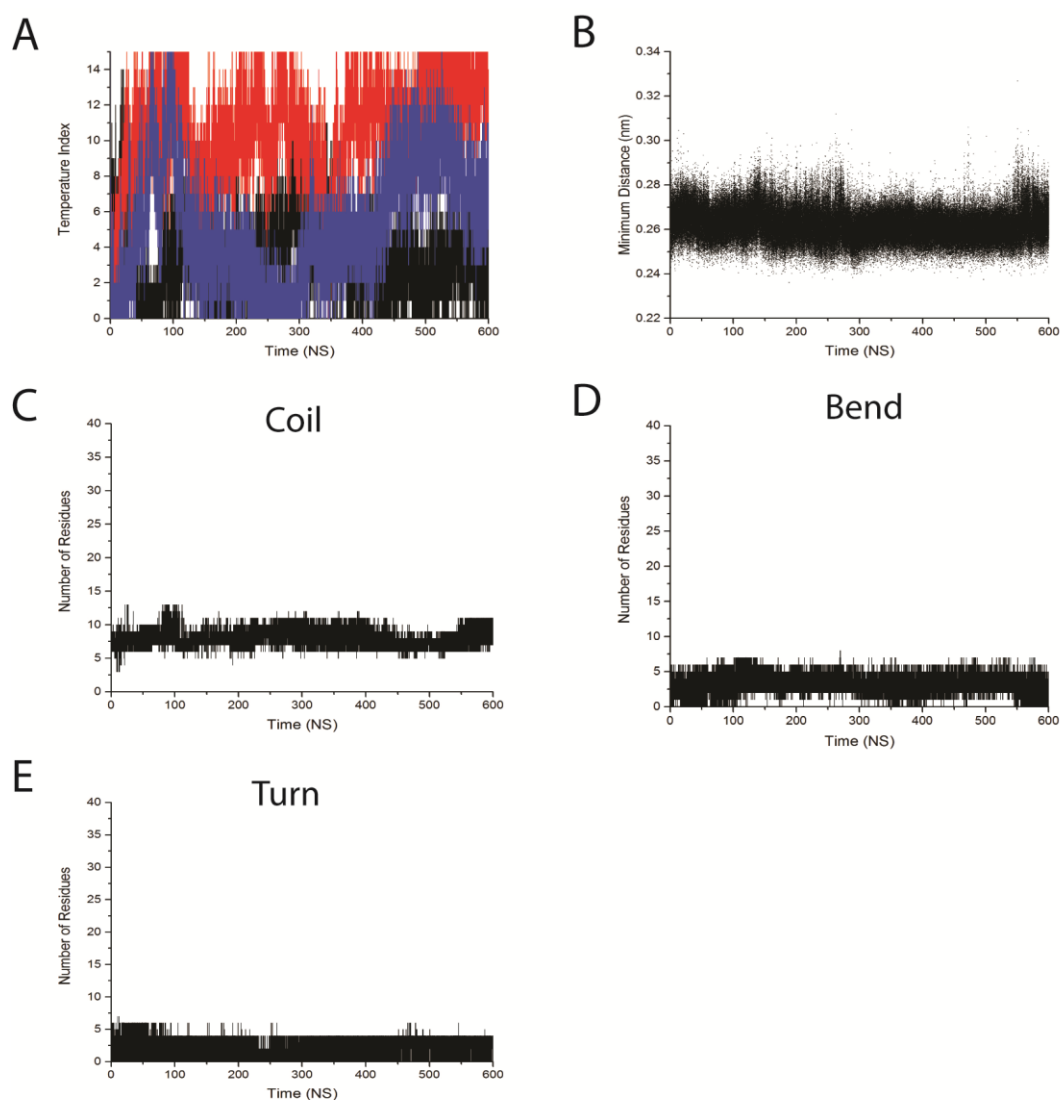 A
Temperature Index
14
12
10
8
6
4
2
0
0 100 200 300 400 500 600
Time (NS)
B
Minimum Distance (nm)
0.34
0.32
0.30
0.28
0.26
0.24
0.22
0 100 200 300 400 500 600
Time (NS)
C
Coil
Number of Residues
40
35
30
25
20
15
10
5
0
0 100 200 300 400 500 600
Time (NS)
D
Bend
Number of Residues
40
35
30
25
20
15
10
5
0
0 100 200 300 400 500 600
Time (NS)
E
Turn
Number of Residues
40
35
30
25
20
15
10
5
0
0 100 200 300 400 500 600
Time (NS)